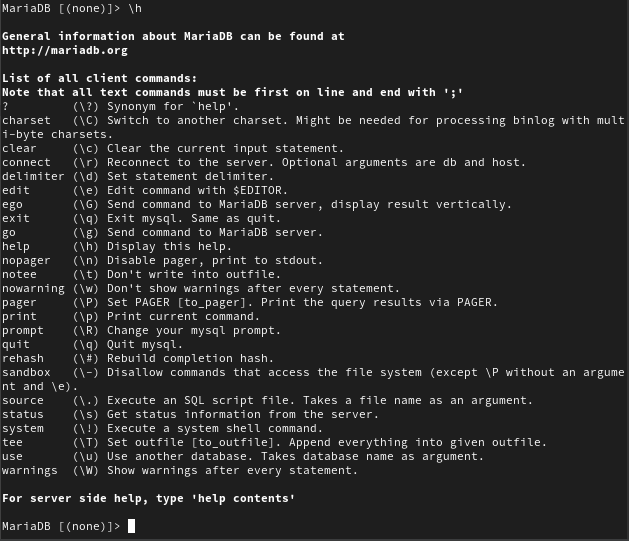 MariaDB [(none)]> \h
General information about MariaDB can be found at
http://mariadb.org
List of all client commands:
Note that all text commands must be first on line and end with ';'
?         (\?) Synonym for `help'.
charset   (\C) Switch to another charset. Might be needed for processing binlog with mult
i-byte charsets.
clear     (\c) Clear the current input statement.
connect   (\r) Reconnect to the server. Optional arguments are db and host.
delimiter (\d) Set statement delimiter.
edit      (\e) Edit command with $EDITOR.
ego       (\G) Send command to MariaDB server, display result vertically.
exit      (\q) Exit mysql. Same as quit.
go        (\g) Send command to MariaDB server.
help      (\h) Display this help.
nopager   (\n) Disable pager, print to stdout.
notee     (\t) Don't write into outfile.
nowarning (\w) Don't show warnings after every statement.
pager     (\P) Set PAGER [to_pager]. Print the query results via PAGER.
print     (\p) Print current command.
prompt    (\R) Change your mysql prompt.
quit      (\q) Quit mysql.
rehash    (\#) Rebuild completion hash.
sandbox   (\-) Disallow commands that access the file system (except \P without an argume
nt and \e).
source    (\.) Execute an SQL script file. Takes a file name as an argument.
status    (\s) Get status information from the server.
system    (\!) Execute a system shell command.
tee       (\T) Set outfile [to_outfile]. Append everything into given outfile.
use       (\u) Use another database. Takes database name as argument.
warnings  (\W) Show warnings after every statement.
For server side help, type 'help contents'
MariaDB [(none)]>